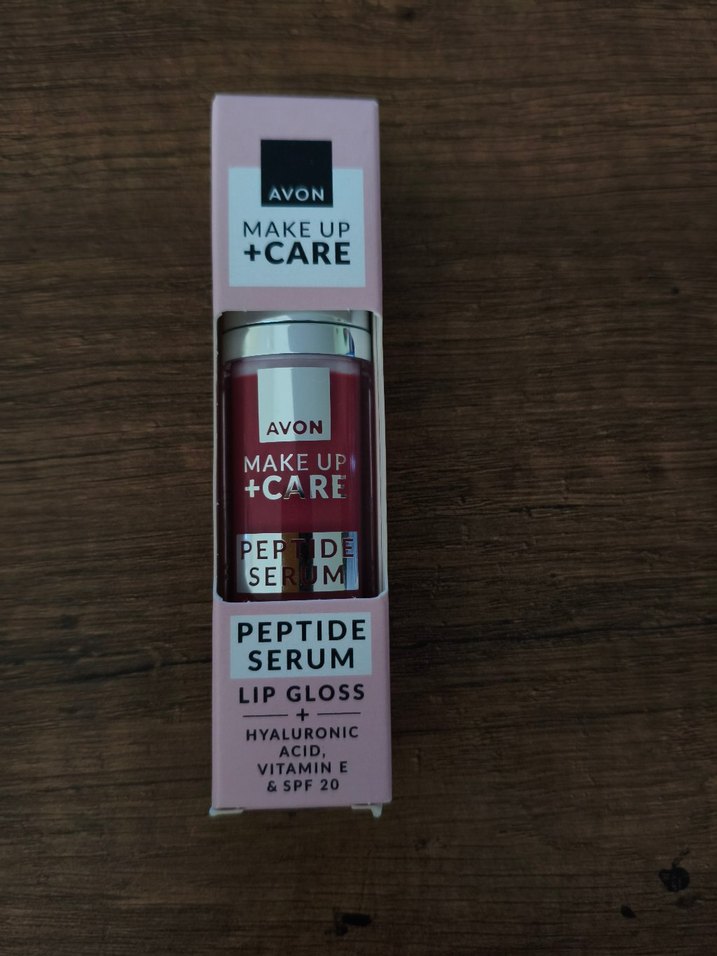 AVON
MAKE UP
+CARE
AVON
MAKE UP
+CARE
PEPTIDE
SERUM
PEPTIDE
SERUM
LIP GLOSS
+
HYALURONIC
ACID,
VITAMIN E
& SPF 20